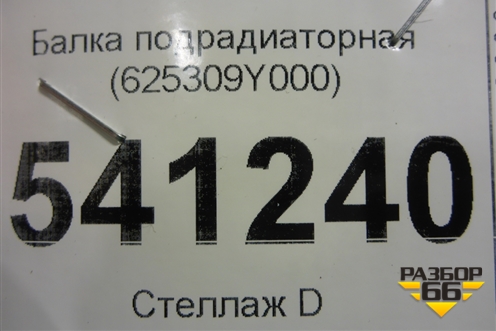 Балка подрадиаторная
(625309Y000)
541240
Стеллаж D
РАЗБОР
66